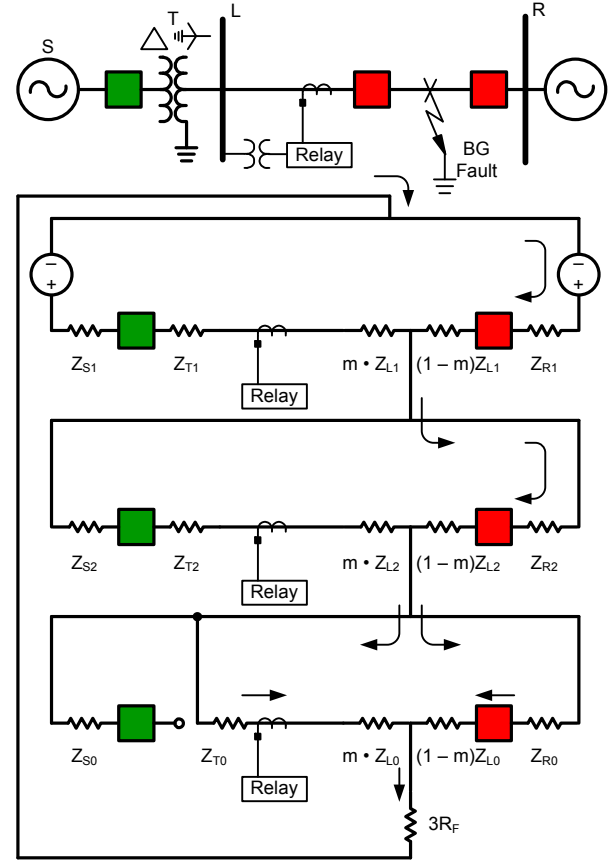 S T L R
Relay
BG
Fault
− + − +
Z_S1 Z_T1 m • Z_L1 (1 – m)Z_L1 Z_R1
Relay
Z_S2 Z_T2 m • Z_L2 (1 – m)Z_L2 Z_R2
Relay
Z_S0 Z_T0 m • Z_L0 (1 – m)Z_L0 Z_R0
Relay
3R_F